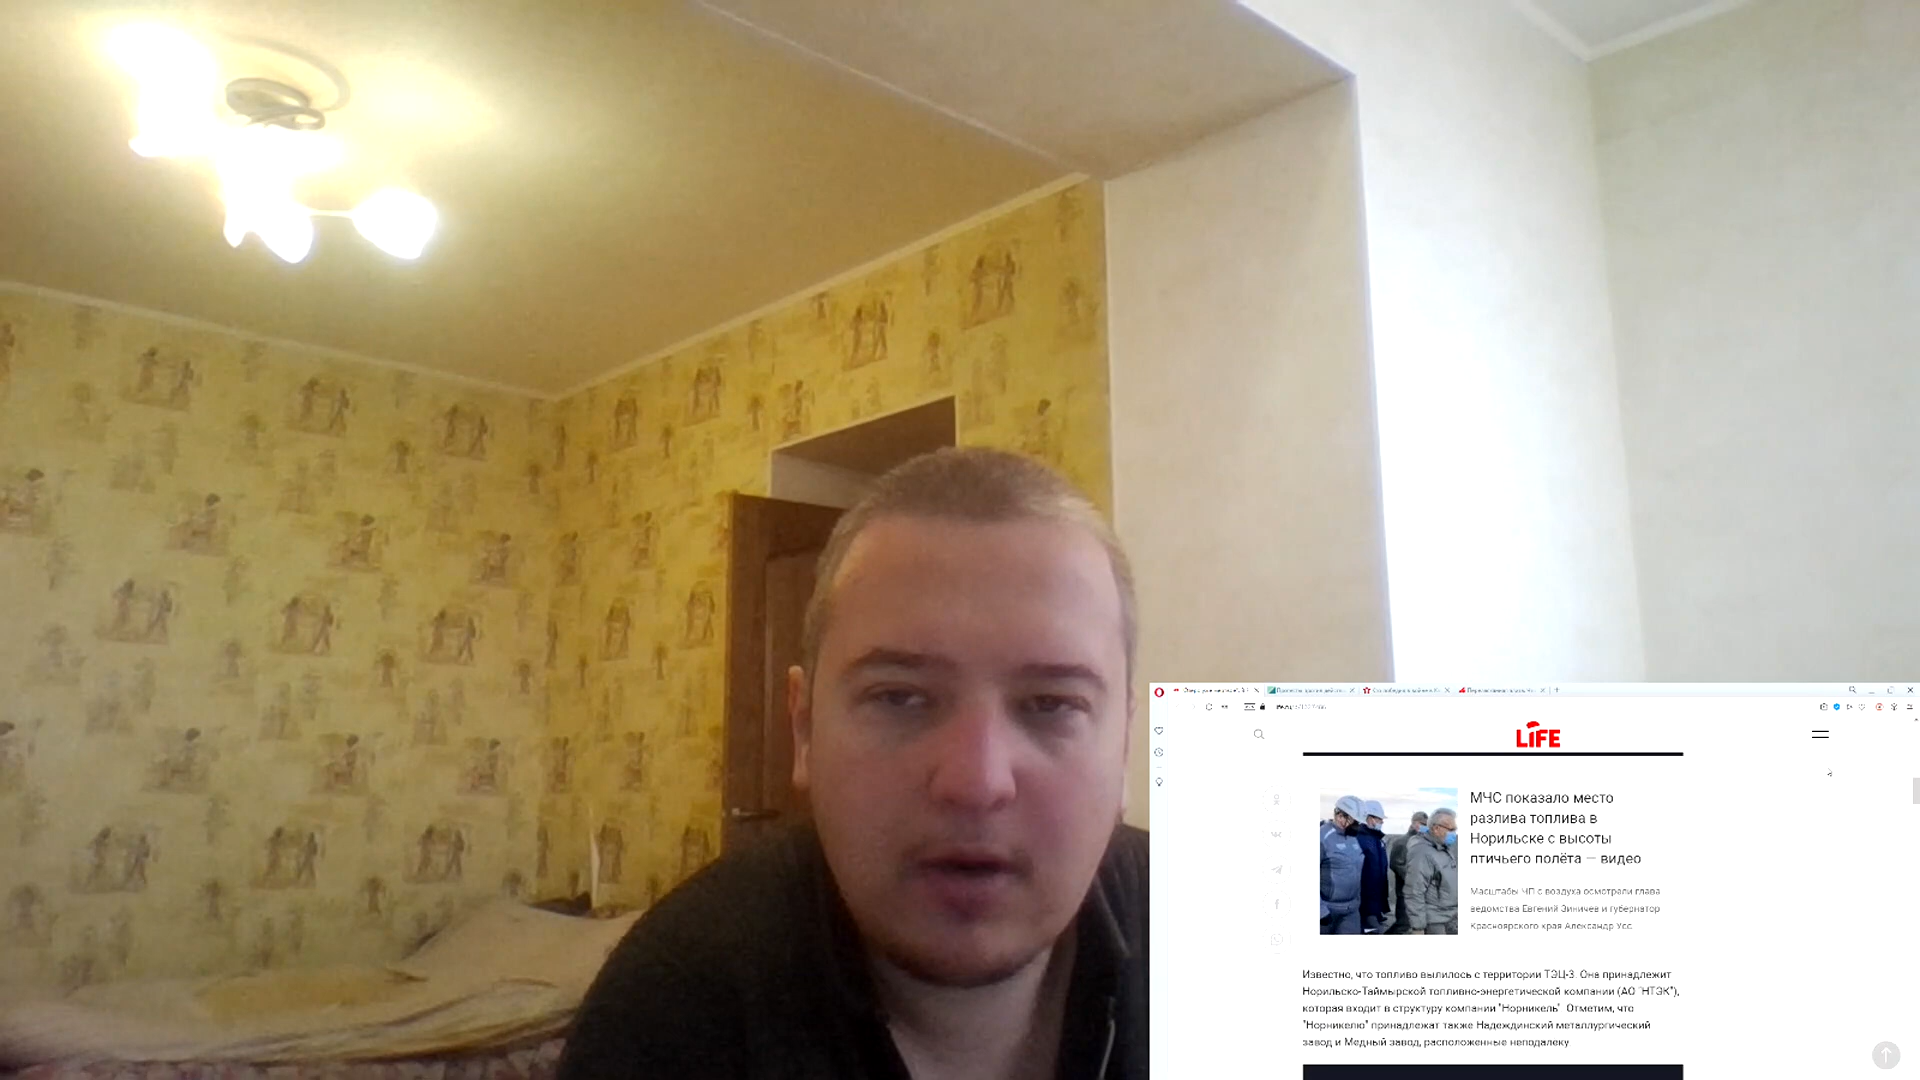 LIFE
МЧС показало место
разлива топлива в
Норильске с высоты
птичьего полёта — видео
Масштабы ЧП с воздуха осмотрели глава
ведомства Евгений Зиничев и губернатор
Красноярского края Александр Усс
Известно, что топливо вылилось с территории ТЭЦ-3. Она принадлежит
Норильско-Таймырской топливно-энергетической компании (АО "НТЭК"),
которая входит в структуру компании "Норникель". Отметим, что
"Норникелю" принадлежат также Надеждинский металлургический
завод и Медный завод, расположенные неподалеку.